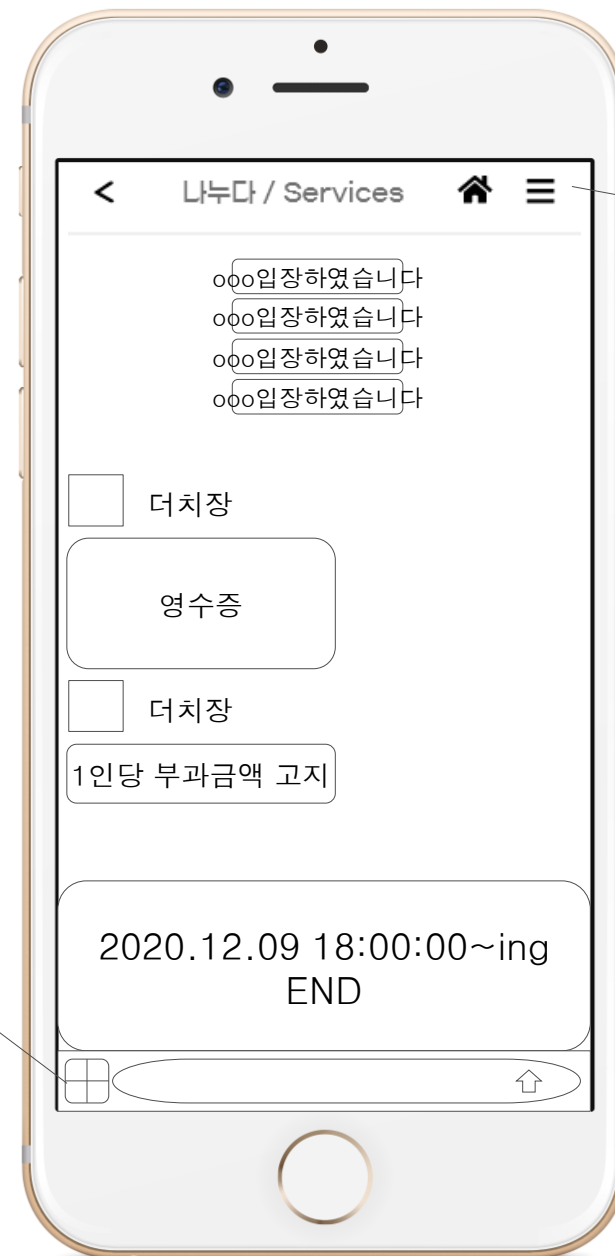 나누다 / Services
ooo입장하였습니다
ooo입장하였습니다
ooo입장하였습니다
ooo입장하였습니다
더치장
영수증
더치장
1인당 부과금액 고지
2020.12.09 18:00:00~ing
END